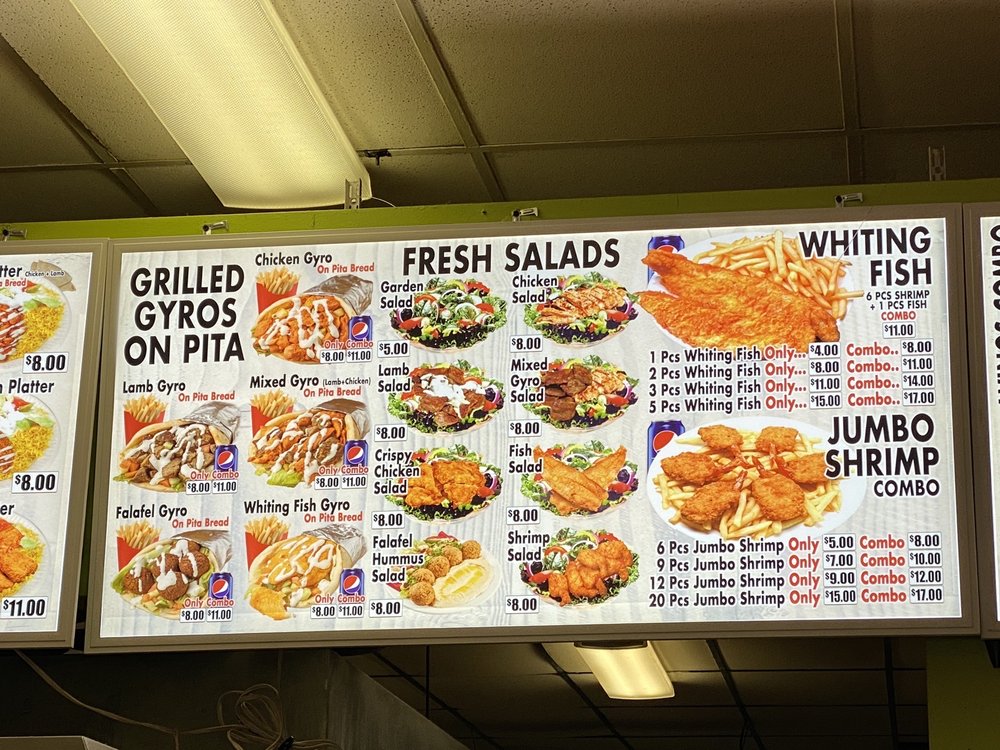 tter Chicken + Lamb
$8.00
n Platter
$8.00
er
$11.00
GRILLED
GYROS
ON PITA
Chicken Gyro
On Pita Bread
Only Combo
$8.00 $11.00
Lamb Gyro
On Pita Bread
Only Combo
$8.00 $11.00
Mixed Gyro (Lamb+Chicken)
On Pita Bread
Only Combo
$8.00 $11.00
Falafel Gyro
On Pita Bread
Only Combo
$8.00 $11.00
Whiting Fish Gyro
On Pita Bread
Only Combo
$8.00 $11.00
FRESH SALADS
Garden
Salad
$5.00
Chicken
Salad
$8.00
Lamb
Salad
$8.00
Mixed
Gyro
Salad
$8.00
Crispy
Chicken
Salad
$8.00
Fish
Salad
$8.00
Falafel
Hummus
Salad
$8.00
Shrimp
Salad
$8.00
WHITING
FISH
6 PCS SHRIMP
+ 1 PCS FISH
COMBO
$11.00
1 Pcs Whiting Fish Only... $4.00 Combo.. $8.00
2 Pcs Whiting Fish Only... $8.00 Combo.. $11.00
3 Pcs Whiting Fish Only... $11.00 Combo.. $14.00
5 Pcs Whiting Fish Only... $15.00 Combo.. $17.00
JUMBO
SHRIMP
COMBO
6 Pcs Jumbo Shrimp Only $5.00 Combo $8.00
9 Pcs Jumbo Shrimp Only $7.00 Combo $10.00
12 Pcs Jumbo Shrimp Only $9.00 Combo $12.00
20 Pcs Jumbo Shrimp Only $15.00 Combo $17.00